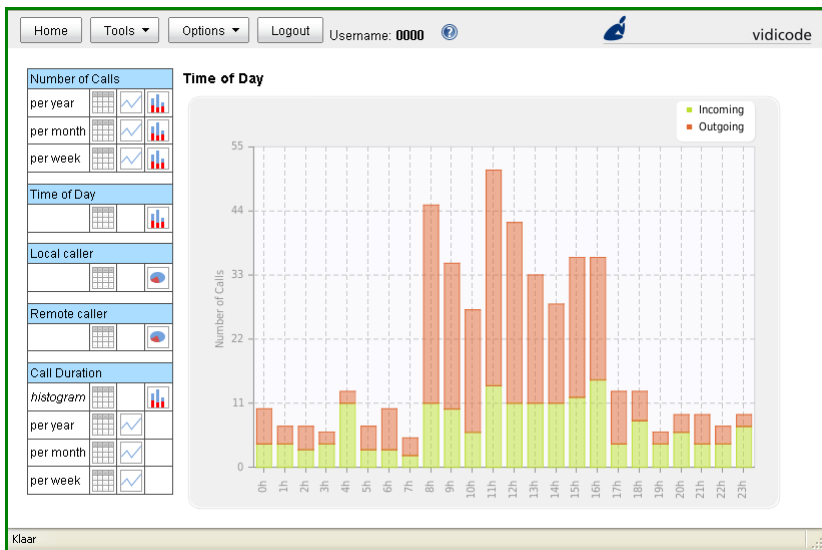 Home Tools Options Logout Username: 0000 ? vidicode
Number of Calls
per year
per month
per week
Time of Day
Local caller
Remote caller
Call Duration
histogram
per year
per month
per week
Time of Day
Incoming
Outgoing
Number of Calls
55
44
33
22
11
0
0h 1h 2h 3h 4h 5h 6h 7h 8h 9h 10h 11h 12h 13h 14h 15h 16h 17h 18h 19h 20h 21h 22h 23h
Klaar